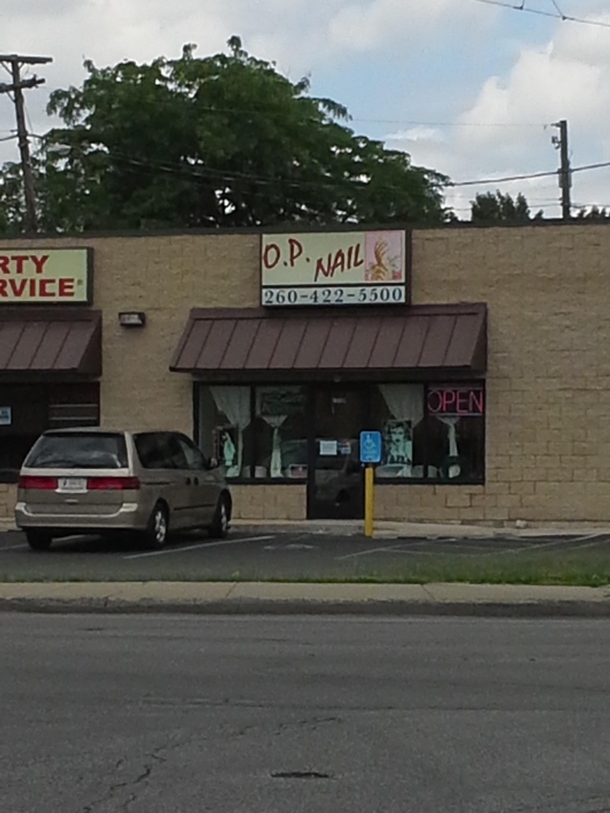 RTY
RVICE
O.P. NAIL
260-422-5500
OPEN